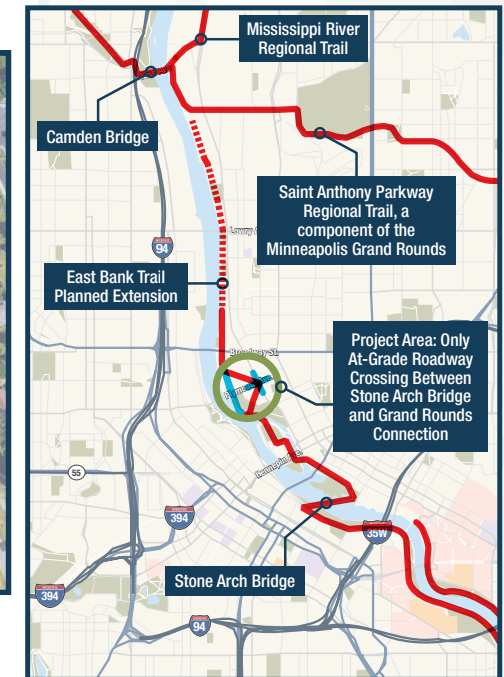 Mississippi River
Regional Trail
Camden Bridge
Saint Anthony Parkway
Regional Trail, a
component of the
Minneapolis Grand Rounds
94
East Bank Trail
Planned Extension
Broadway St.
Project Area: Only
At-Grade Roadway
Crossing Between
Stone Arch Bridge
and Grand Rounds
Connection
Hennepin Ave.
55
394
35W
Stone Arch Bridge
394
94